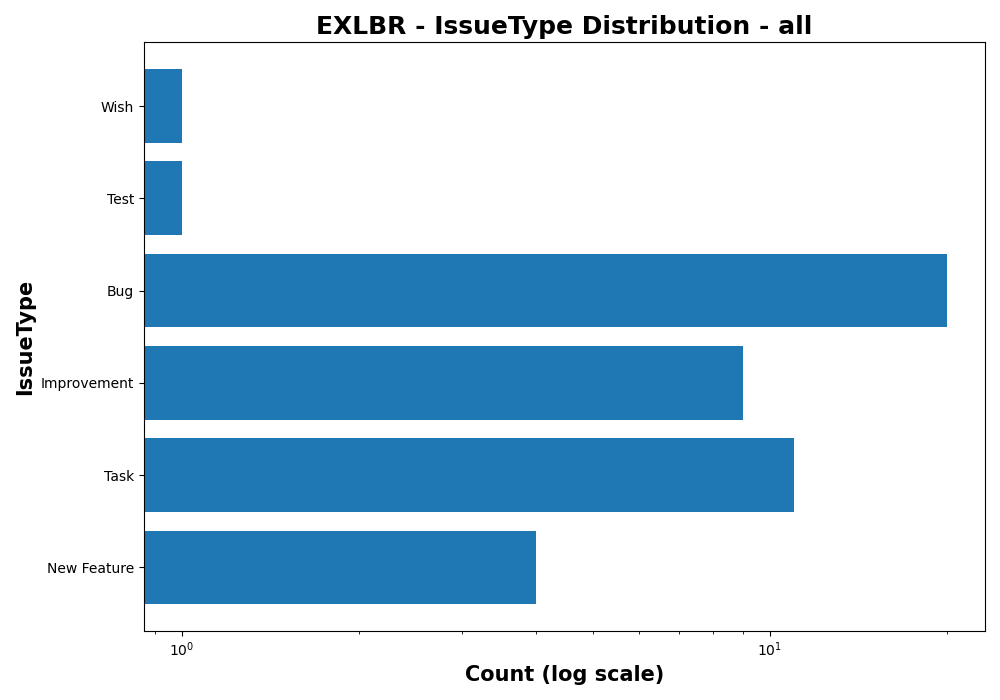 EXLBR - IssueType Distribution - all
IssueType
Wish
Test
Bug
Improvement
Task
New Feature
10⁰
10¹
Count (log scale)